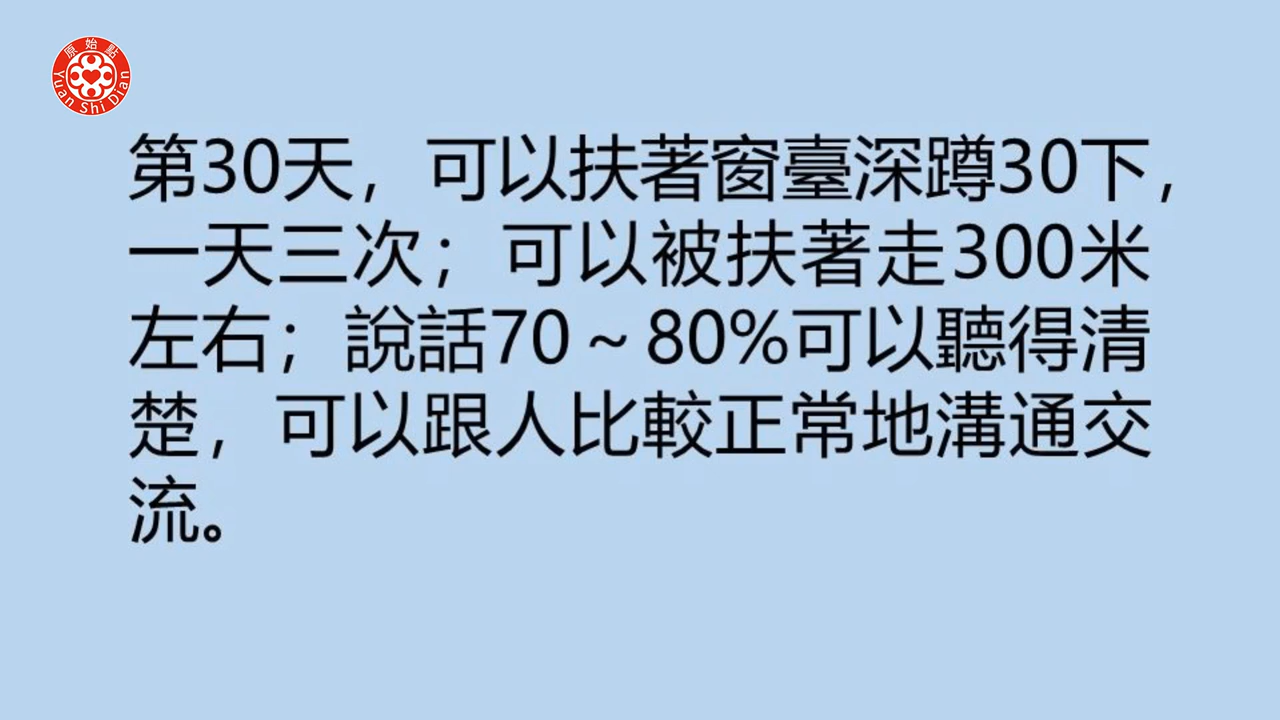 原始點
Yuan Shi Dian
第30天，可以扶著窗臺深蹲30下，
一天三次；可以被扶著走300米
左右；說話70～80%可以聽得清
楚，可以跟人比較正常地溝通交
流。